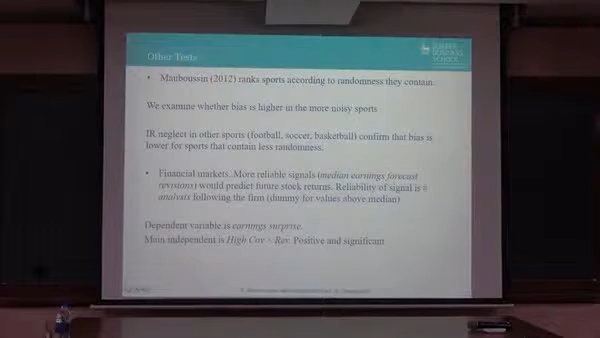 Other Tests
BUSINESS
SCHOOL
• Mauboussin (2012) ranks sports according to randomness they contain.
We examine whether bias is higher in the more noisy sports
IR neglect in other sports (football, soccer, basketball) confirm that bias is
lower for sports that contain less randomness.
• Financial markets. More reliable signals (median earnings forecast
revisions) would predict future stock returns. Reliability of signal is #
analysts following the firm (dummy for values above median)
Dependent variable is earnings surprise.
Main independent is High Cov × Rev. Positive and significant